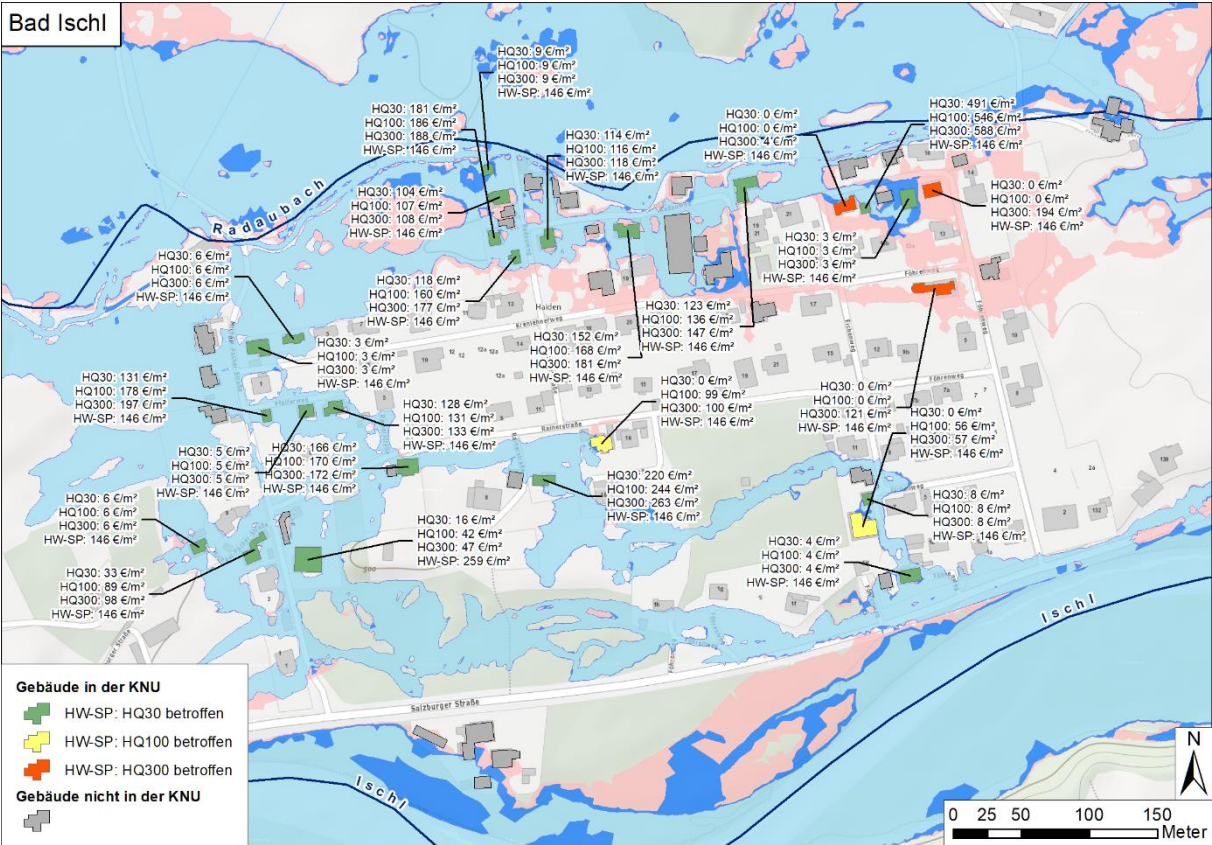 Bad Ischl
HQ30: 9 €/m²
HQ100: 9 €/m²
HQ300: 9 €/m²
HW-SP: 146 €/m²
HQ30: 181 €/m²
HQ100: 186 €/m²
HQ300: 188 €/m²
HW-SP: 146 €/m²
HQ30: 114 €/m²
HQ100: 116 €/m²
HQ300: 118 €/m²
HW-SP: 146 €/m²
HQ30: 0 €/m²
HQ100: 0 €/m²
HQ300: 4 €/m²
HW-SP: 146 €/m²
HQ30: 491 €/m²
HQ100: 546 €/m²
HQ300: 588 €/m²
HW-SP: 146 €/m²
Radaubach
HQ30: 104 €/m²
HQ100: 107 €/m²
HQ300: 108 €/m²
HW-SP: 146 €/m²
HQ30: 0 €/m²
HQ100: 0 €/m²
HQ300: 194 €/m²
HW-SP: 146 €/m²
HQ30: 6 €/m²
HQ100: 6 €/m²
HQ300: 6 €/m²
HW-SP: 146 €/m²
HQ30: 118 €/m²
HQ100: 160 €/m²
HQ300: 177 €/m²
HW-SP: 146 €/m²
HQ30: 3 €/m²
HQ100: 3 €/m²
HQ300: 3 €/m²
HW-SP: 146 €/m²
Haiden
Föhrenweg
HQ30: 123 €/m²
HQ100: 136 €/m²
HQ300: 147 €/m²
HW-SP: 146 €/m²
HQ30: 3 €/m²
HQ100: 3 €/m²
HQ300: 3 €/m²
HW-SP: 146 €/m²
HQ30: 152 €/m²
HQ100: 168 €/m²
HQ300: 181 €/m²
HW-SP: 146 €/m²
Föhrenweg
Eschenweg
HQ30: 131 €/m²
HQ100: 178 €/m²
HQ300: 197 €/m²
HW-SP: 146 €/m²
HQ30: 128 €/m²
HQ100: 131 €/m²
HQ300: 133 €/m²
HW-SP: 146 €/m²
HQ30: 0 €/m²
HQ100: 99 €/m²
HQ300: 100 €/m²
HW-SP: 146 €/m²
HQ30: 0 €/m²
HQ100: 0 €/m²
HQ300: 121 €/m²
HW-SP: 146 €/m²
HQ30: 0 €/m²
HQ100: 56 €/m²
HQ300: 57 €/m²
HW-SP: 146 €/m²
Föhrenweg
Rainerstraße
HQ30: 5 €/m²
HQ100: 5 €/m²
HQ300: 5 €/m²
HW-SP: 146 €/m²
HQ30: 166 €/m²
HQ100: 170 €/m²
HQ300: 172 €/m²
HW-SP: 146 €/m²
HQ30: 220 €/m²
HQ100: 244 €/m²
HQ300: 263 €/m²
HW-SP: 146 €/m²
HQ30: 8 €/m²
HQ100: 8 €/m²
HQ300: 8 €/m²
HW-SP: 146 €/m²
HQ30: 6 €/m²
HQ100: 6 €/m²
HQ300: 6 €/m²
HW-SP: 146 €/m²
HQ30: 16 €/m²
HQ100: 42 €/m²
HQ300: 47 €/m²
HW-SP: 259 €/m²
HQ30: 4 €/m²
HQ100: 4 €/m²
HQ300: 4 €/m²
HW-SP: 146 €/m²
HQ30: 33 €/m²
HQ100: 89 €/m²
HQ300: 98 €/m²
HW-SP: 146 €/m²
Ischl
Salzburger Straße
Ischl
Gebäude in der KNU
HW-SP: HQ30 betroffen
HW-SP: HQ100 betroffen
HW-SP: HQ300 betroffen
Gebäude nicht in der KNU
N
0 25 50 100 150
Meter